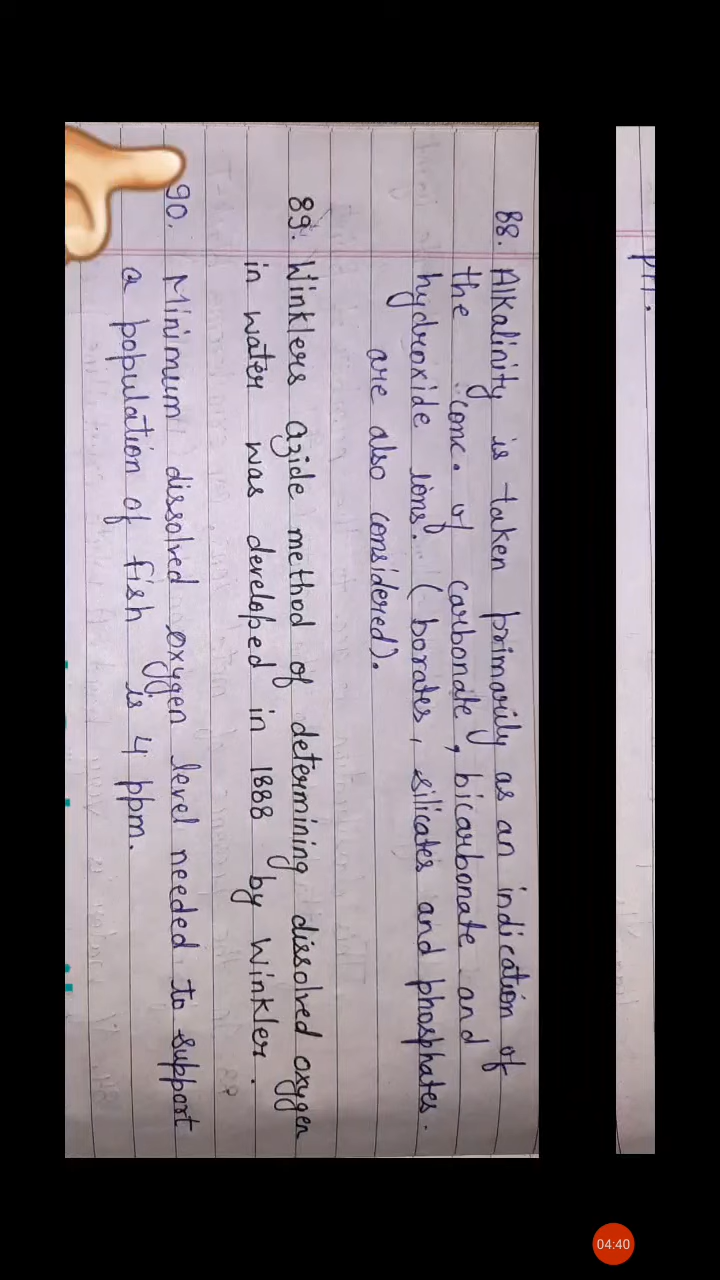 pH.
88. Alkalinity is taken primarily as an indication of
the conc. of carbonate, bicarbonate and
hydroxide ions. (borates, silicates and phosphates.
are also considered).
89. Winklers azide method of determining dissolved oxygen
in water was developed in 1888 by Winkler.
90. Minimum dissolved oxygen level needed to support
a population of fish is 4 ppm.
04:40